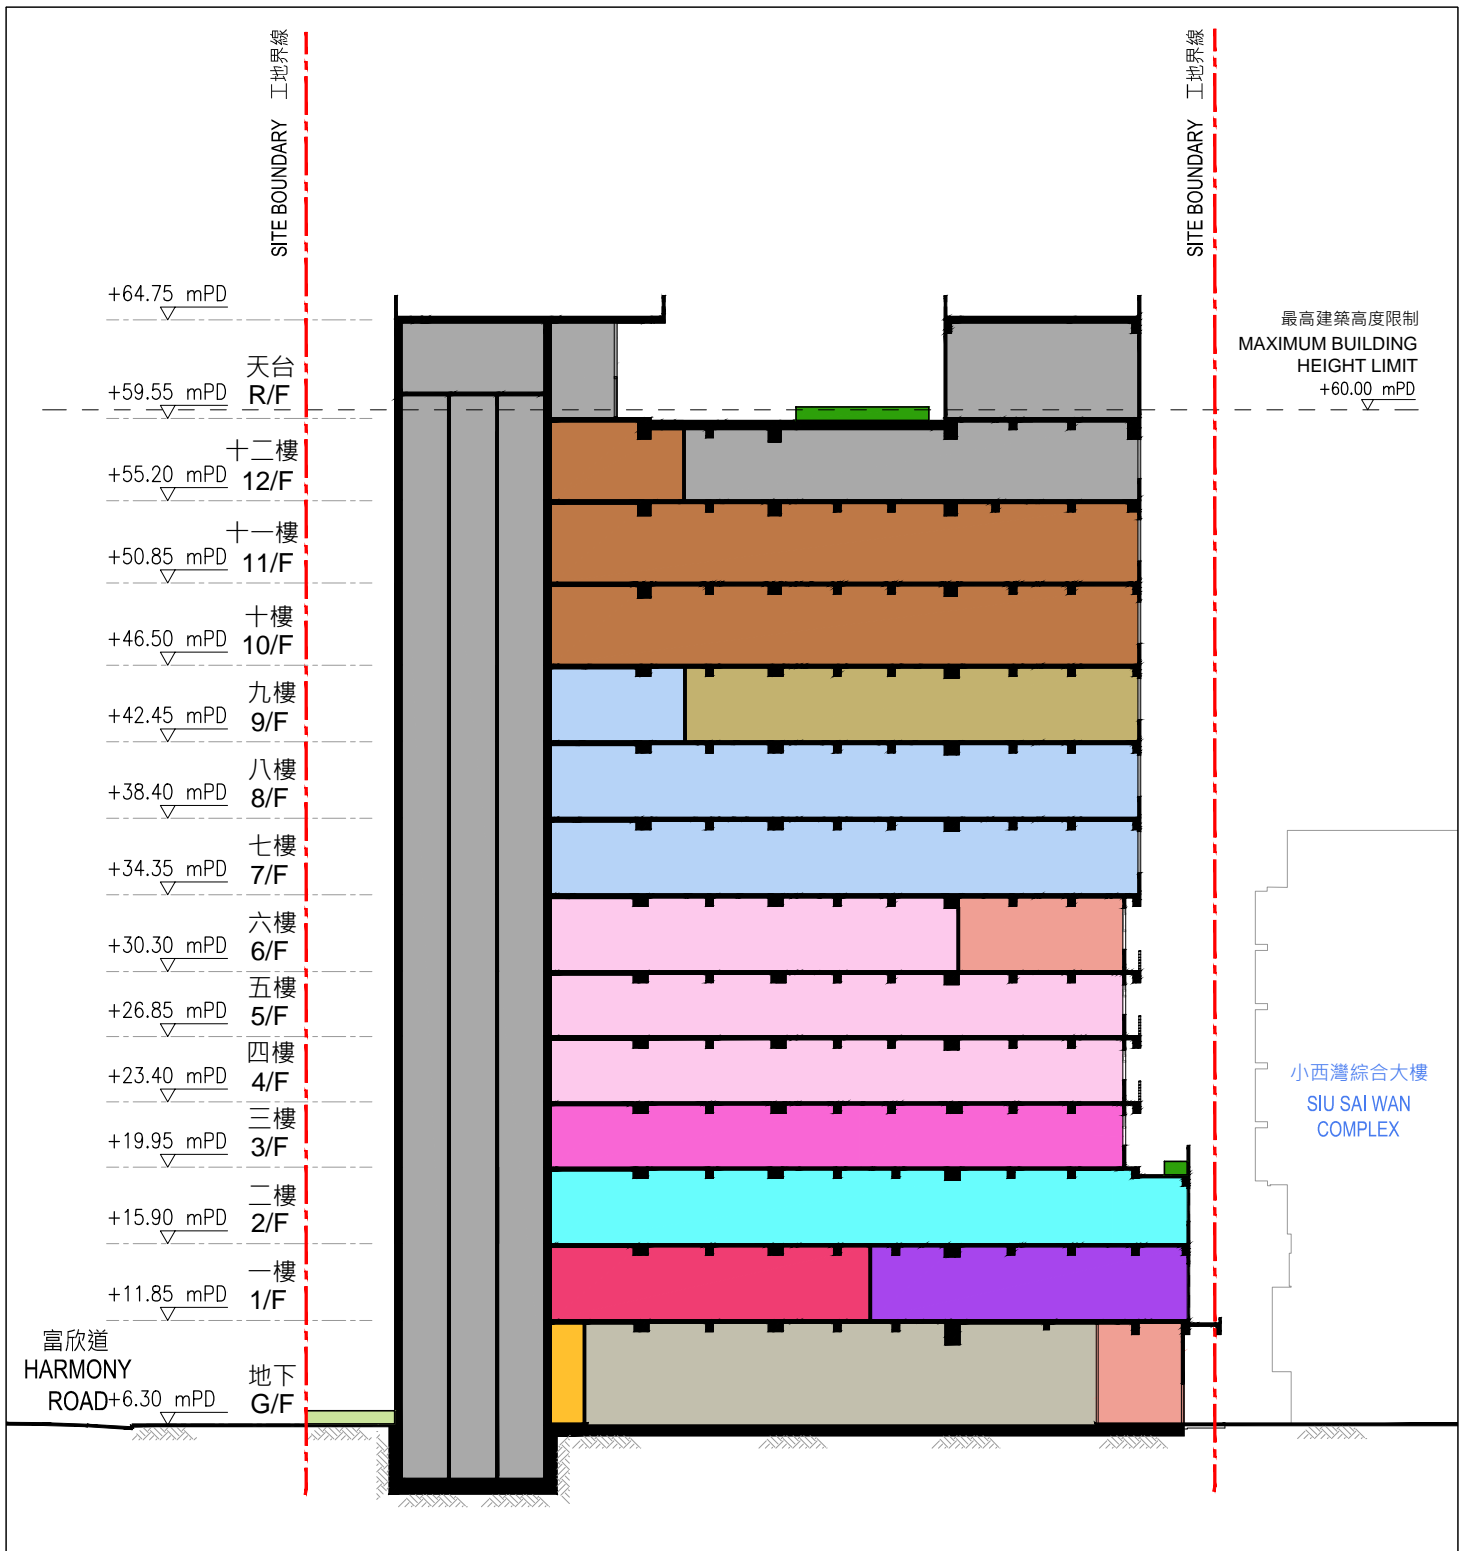 SITE BOUNDARY 工地界線
SITE BOUNDARY 工地界線
+64.75 mPD
最高建築高度限制
MAXIMUM BUILDING
HEIGHT LIMIT
+60.00 mPD
天台
+59.55 mPD R/F
十二樓
+55.20 mPD 12/F
十一樓
+50.85 mPD 11/F
十樓
+46.50 mPD 10/F
九樓
+42.45 mPD 9/F
八樓
+38.40 mPD 8/F
七樓
+34.35 mPD 7/F
六樓
+30.30 mPD 6/F
五樓
+26.85 mPD 5/F
四樓
+23.40 mPD 4/F
三樓
+19.95 mPD 3/F
二樓
+15.90 mPD 2/F
一樓
+11.85 mPD 1/F
小西灣綜合大樓
SIU SAI WAN
COMPLEX
富欣道
HARMONY
ROAD
地下
+6.30 mPD G/F